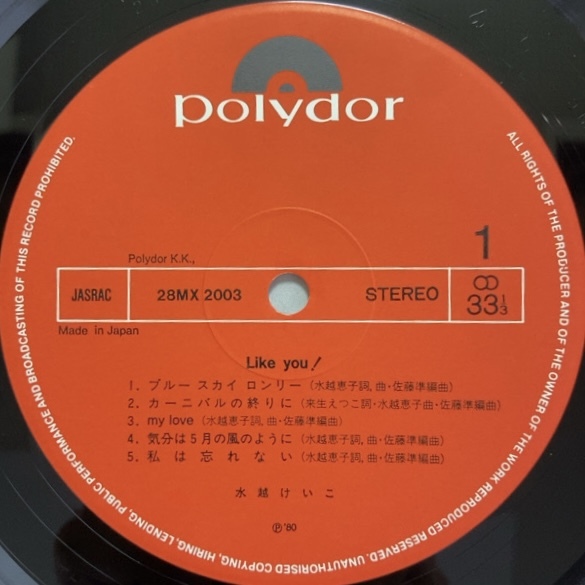 polydor
ALL RIGHTS OF THE PRODUCER AND OF THE OWNER OF THE WORK REPRODUCED RESERVED. UNAUTHORISED COPYING, HIRING, LENDING, PUBLIC PERFORMANCE AND BROADCASTING OF THIS RECORD PROHIBITED.
1
Polydor K.K.,
JASRAC 28MX 2003 STEREO 33 1/3
Made in Japan
Like you!
1. ブルー スカイ ロンリー (水越恵子詞, 曲・佐藤準編曲)
2. カーニバルの終りに (来生えつこ詞・水越恵子曲・佐藤準編曲)
3. my love (水越恵子詞, 曲・佐藤準編曲)
4. 気分は5月の風のように (水越恵子詞, 曲・佐藤準編曲)
5. 私は忘れない (水越恵子詞, 曲・佐藤準編曲)
水越けいこ
Ⓟ'80